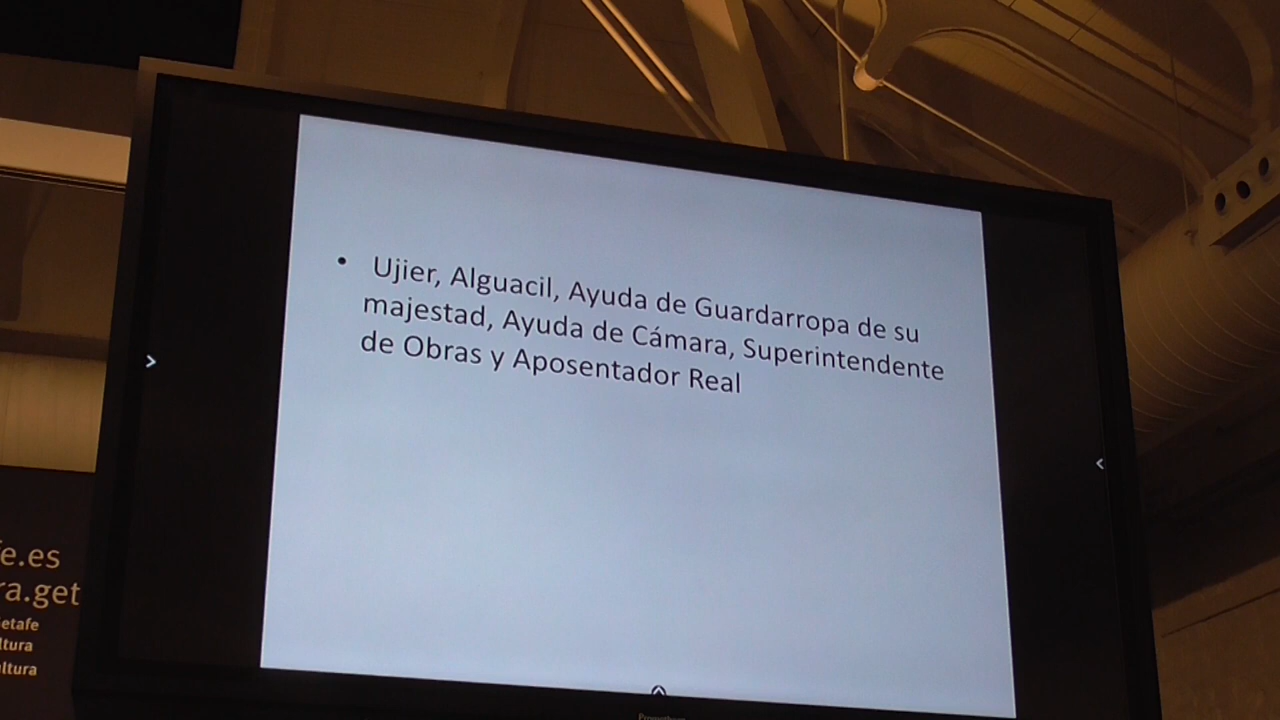 • Ujier, Alguacil, Ayuda de Guardarropa de su
majestad, Ayuda de Cámara, Superintendente
de Obras y Aposentador Real
e.es
ra.get
etafe
ltura
ltura